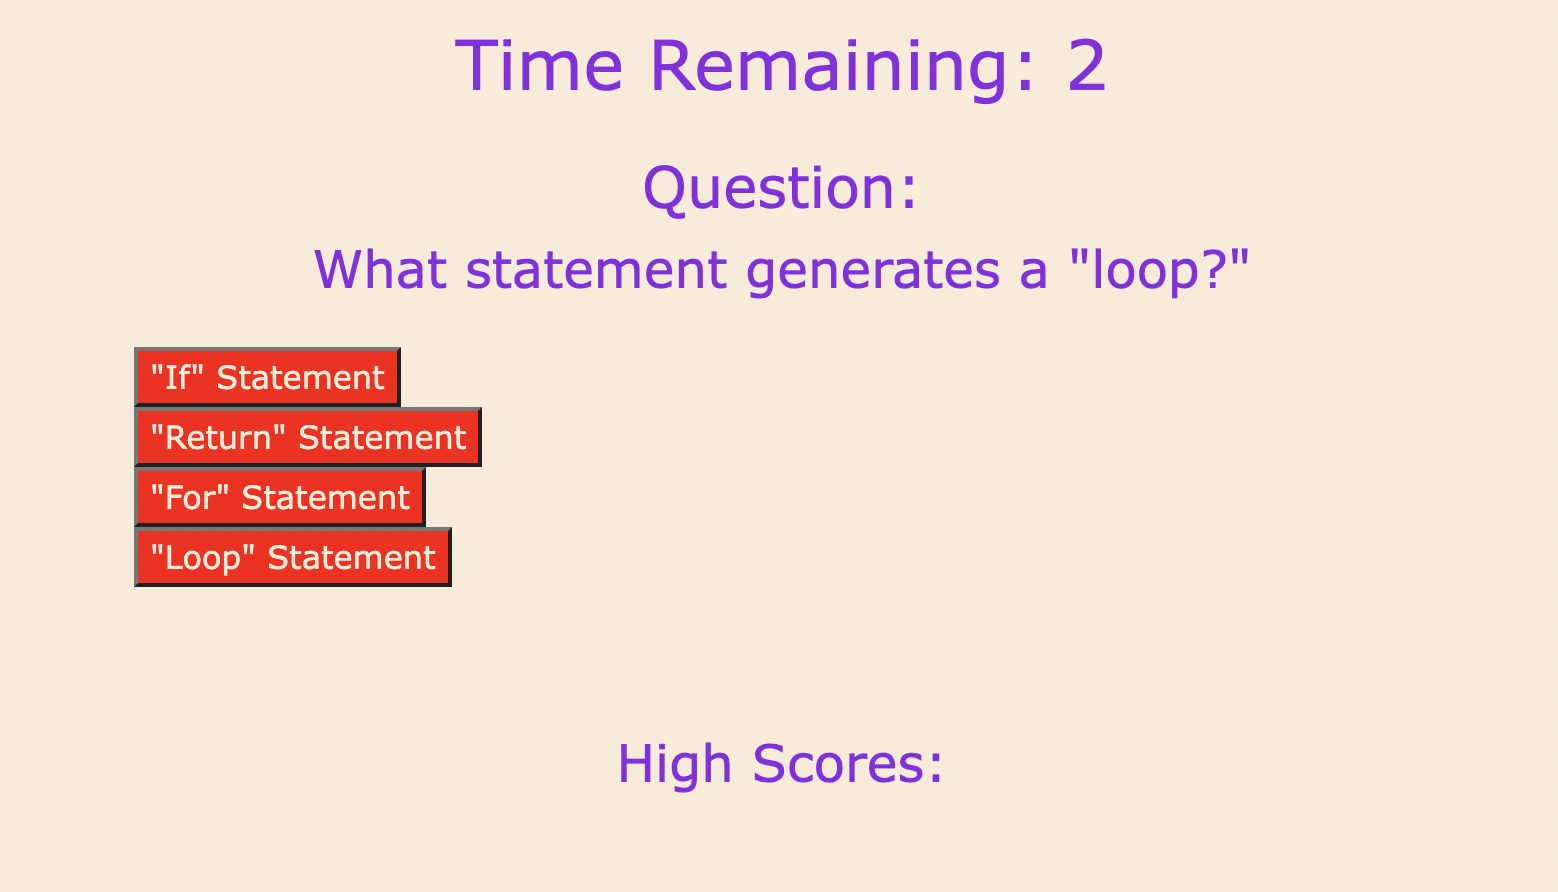 Time Remaining: 2
Question:
What statement generates a "loop?"
"If" Statement
"Return" Statement
"For" Statement
"Loop" Statement
High Scores: